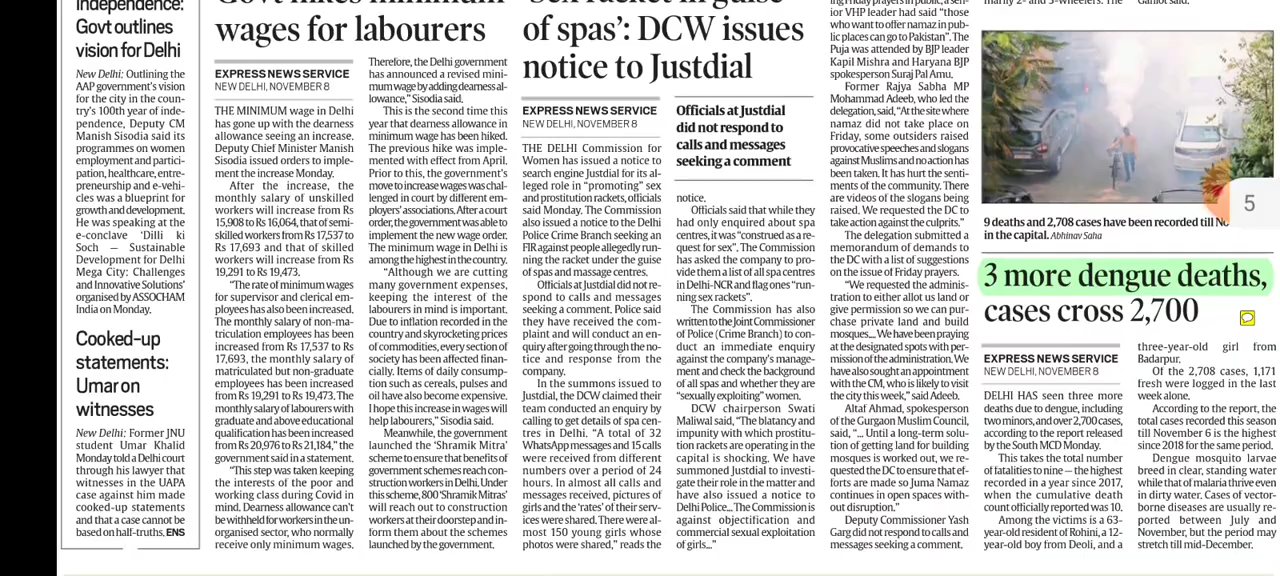 Independence:
Govt outlines
vision for Delhi
New Delhi: Outlining the
AAP government's vision
for the city in the coun-
try's 100th year of inde-
pendence, Deputy CM
Manish Sisodia said its
programmes on women
employment and partici-
pation, healthcare, entre-
preneurship and e-vehi-
cles was a blueprint for
growth and development.
He was speaking at the
e-conclave 'Dilli ki
Soch — Sustainable
Development for Delhi
Mega City: Challenges
and Innovative Solutions'
organised by ASSOCHAM
India on Monday.
Cooked-up
statements:
Umar on
witnesses
New Delhi: Former JNU
student Umar Khalid
Monday told a Delhi court
through his lawyer that
witnesses in the UAPA
case against him made
cooked-up statements
and that a case cannot be
based on half-truths. ENS
Govt hikes minimum
wages for labourers
EXPRESS NEWS SERVICE
NEW DELHI, NOVEMBER 8
THE MINIMUM wage in Delhi
has gone up with the dearness
allowance seeing an increase.
Deputy Chief Minister Manish
Sisodia issued orders to imple-
ment the increase Monday.
After the increase, the
monthly salary of unskilled
workers will increase from Rs
15,908 to Rs 16,064, that of semi-
skilled workers from Rs 17,537
to Rs 17,693 and that of skilled
workers will increase from Rs
19,291 to Rs 19,473.
"The rate of minimum wages
for supervisor and clerical em-
ployees has also been increased.
The monthly salary of non-ma-
triculation employees has been
increased from Rs 17,537 to Rs
17,693, the monthly salary of
matriculated but non-graduate
employees has been increased
from Rs 19,291 to Rs 19,473. The
monthly salary of labourers with
graduate and above educational
qualification has been increased
from Rs 20,976 to Rs 21,184," the
government said in a statement.
"This step was taken keeping
the interests of the poor and
working class during Covid in
mind. Dearness allowance can't
be withheld for workers in the un-
organised sector, who normally
receive only minimum wages.
Therefore, the Delhi government
has announced a revised mini-
mum wage by adding dearness al-
lowance," Sisodia said.
This is the second time this
year that dearness allowance in
minimum wage has been hiked.
The previous hike was imple-
mented with effect from April.
Prior to this, the government's
move to increase wages was chal-
lenged in court by different em-
ployers' associations. After a court
order, the government was able to
implement the new wage order.
The minimum wage in Delhi is
among the highest in the country.
"Although we are cutting
many government expenses,
keeping the interest of the
labourers in mind is important.
Due to inflation recorded in the
country and skyrocketing prices
of commodities, every section of
society has been affected finan-
cially. Items of daily consump-
tion such as cereals, pulses and
oil have also become expensive.
I hope this increase in wages will
help labourers," Sisodia said.
Meanwhile, the government
launched the 'Shramik Mitra'
scheme to ensure that benefits of
government schemes reach con-
struction workers in Delhi. Under
this scheme, 800 'Shramik Mitras'
will reach out to construction
workers at their doorstep and in-
form them about the schemes
launched by the government.
'Sex racket in guise
of spas': DCW issues
notice to Justdial
EXPRESS NEWS SERVICE
NEW DELHI, NOVEMBER 8
THE DELHI Commission for
Women has issued a notice to
search engine Justdial for its al-
leged role in "promoting" sex
and prostitution rackets, officials
said Monday. The Commission
also issued a notice to the Delhi
Police Crime Branch seeking an
FIR against people allegedly run-
ning the racket under the guise
of spas and massage centres.
Officials at Justdial did not re-
spond to calls and messages
seeking a comment. Police said
they have received the com-
plaint and will conduct an en-
quiry after going through the no-
tice and response from the
company.
In the summons issued to
Justdial, the DCW claimed their
team conducted an enquiry by
calling to get details of spa cen-
tres in Delhi. "A total of 32
WhatsApp messages and 15 calls
were received from different
numbers over a period of 24
hours. In almost all calls and
messages received, pictures of
girls and the 'rates' of their serv-
ices were shared. There were al-
most 150 young girls whose
photos were shared," reads the
Officials at Justdial
did not respond to
calls and messages
seeking a comment
notice.
Officials said that while they
had only enquired about spa
centres, it was "construed as a re-
quest for sex". The Commission
has asked the company to pro-
vide them a list of all spa centres
in Delhi-NCR and flag ones "run-
ning sex rackets".
The Commission has also
written to the Joint Commissioner
of Police (Crime Branch) to con-
duct an immediate enquiry
against the company's manage-
ment and check the background
of all spas and whether they are
"sexually exploiting" women.
DCW chairperson Swati
Maliwal said, "The blatancy and
impunity with which prostitu-
tion rackets are operating in the
capital is shocking. We have
summoned Justdial to investi-
gate their role in the matter and
have also issued a notice to
Delhi Police... The Commission is
against objectification and
commercial sexual exploitation
of girls..."
ing Friday prayers in public, a sen-
ior VHP leader had said "those
who want to offer namaz in pub-
lic places can go to Pakistan". The
Puja was attended by BJP leader
Kapil Mishra and Haryana BJP
spokesperson Suraj Pal Amu.
Former Rajya Sabha MP
Mohammad Adeeb, who led the
delegation, said, "At the site where
namaz did not take place on
Friday, some outsiders raised
provocative speeches and slogans
against Muslims and no action has
been taken. It has hurt the senti-
ments of the community. There
are videos of the slogans being
raised. We requested the DC to
take action against the culprits."
The delegation submitted a
memorandum of demands to
the DC with a list of suggestions
on the issue of Friday prayers.
"We requested the adminis-
tration to either allot us land or
give permission so we can pur-
chase private land and build
mosques... We have been praying
at the designated spots with per-
mission of the administration. We
have also sought an appointment
with the CM, who is likely to visit
the city this week," said Adeeb.
Altaf Ahmad, spokesperson
of the Gurgaon Muslim Council,
said, "... Until a long-term solu-
tion of getting land for building
mosques is worked out, we re-
quested the DC to ensure that ef-
forts are made so Juma Namaz
continues in open spaces with-
out disruption."
Deputy Commissioner Yash
Garg did not respond to calls and
messages seeking a comment.
marily 2- and 3-wheelers. The
Gahlot said.
5
9 deaths and 2,708 cases have been recorded till No
in the capital. Abhinav Saha
3 more dengue deaths,
cases cross 2,700
EXPRESS NEWS SERVICE
NEW DELHI, NOVEMBER 8
DELHI HAS seen three more
deaths due to dengue, including
two minors, and over 2,700 cases,
according to the report released
by the South MCD Monday.
This takes the total number
of fatalities to nine — the highest
recorded in a year since 2017,
when the cumulative death
count officially reported was 10.
Among the victims is a 63-
year-old resident of Rohini, a 12-
year-old boy from Deoli, and a
three-year-old girl from
Badarpur.
Of the 2,708 cases, 1,171
fresh were logged in the last
week alone.
According to the report, the
total cases recorded this season
till November 6 is the highest
since 2018 for the same period.
Dengue mosquito larvae
breed in clear, standing water
while that of malaria thrive even
in dirty water. Cases of vector-
borne diseases are usually re-
ported between July and
November, but the period may
stretch till mid-December.